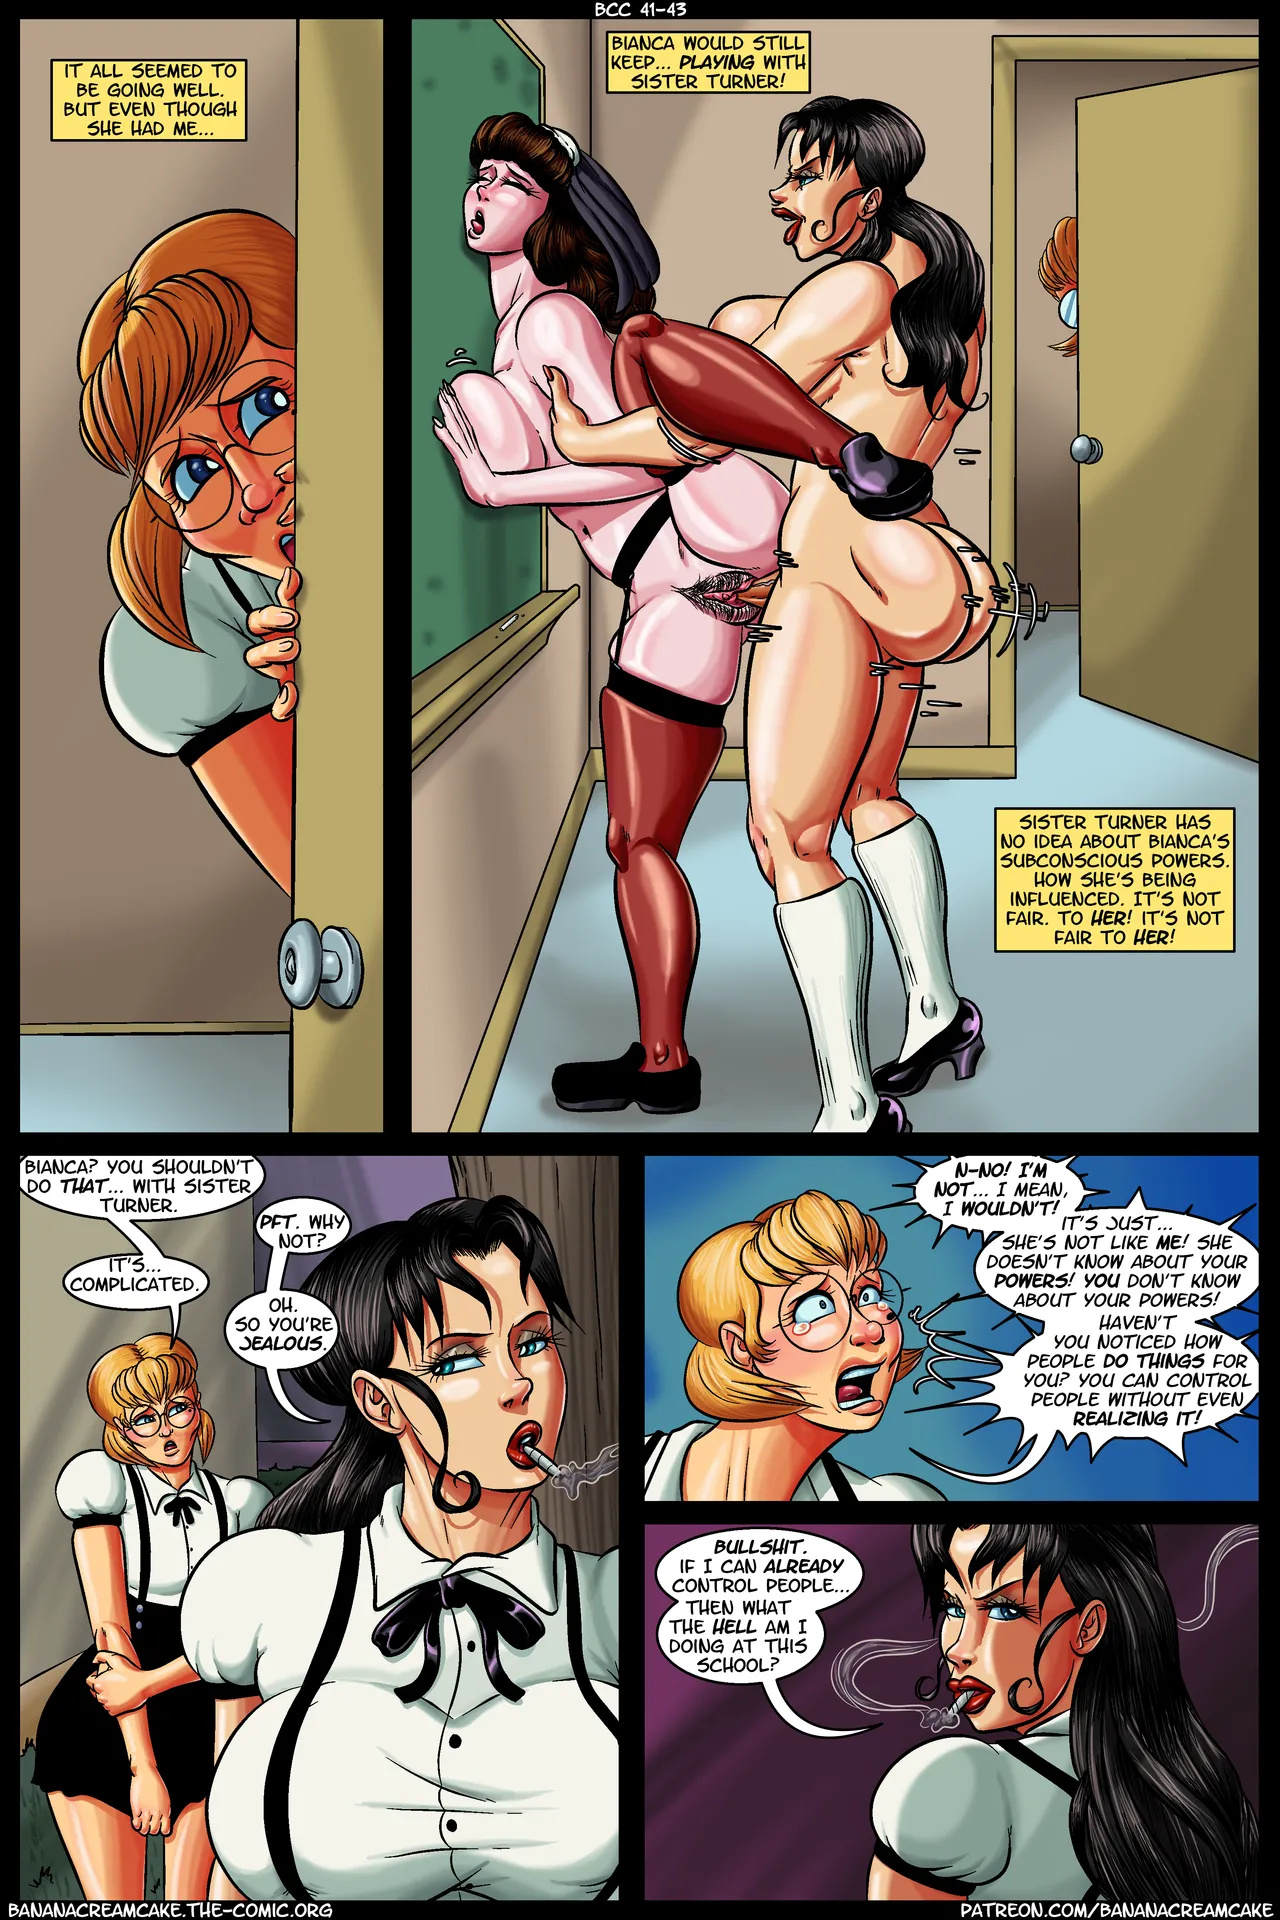 BCC 41-43
IT ALL SEEMED TO
BE GOING WELL.
BUT EVEN THOUGH
SHE HAD ME...
BIANCA WOULD STILL
KEEP... PLAYING WITH
SISTER TURNER!
SISTER TURNER HAS
NO IDEA ABOUT BIANCA'S
SUBCONSCIOUS POWERS.
HOW SHE'S BEING
INFLUENCED. IT'S NOT
FAIR. TO HER! IT'S NOT
FAIR TO HER!
BIANCA? YOU SHOULDN'T
DO THAT... WITH SISTER
TURNER.
IT'S...
COMPLICATED.
PFT. WHY
NOT?
OH.
SO YOU'RE
JEALOUS.
N-NO! I'M
NOT... I MEAN,
I WOULDN'T!
IT'S JUST...
SHE'S NOT LIKE ME! SHE
DOESN'T KNOW ABOUT YOUR
POWERS! YOU DON'T KNOW
ABOUT YOUR POWERS!
HAVEN'T
YOU NOTICED HOW
PEOPLE DO THINGS FOR
YOU? YOU CAN CONTROL
PEOPLE WITHOUT EVEN
REALIZING IT!
BULLSHIT.
IF I CAN ALREADY
CONTROL PEOPLE...
THEN WHAT
THE HELL AM I
DOING AT THIS
SCHOOL?
BANANACREAMCAKE.THE-COMIC.ORG
PATREON.COM/BANANACREAMCAKE